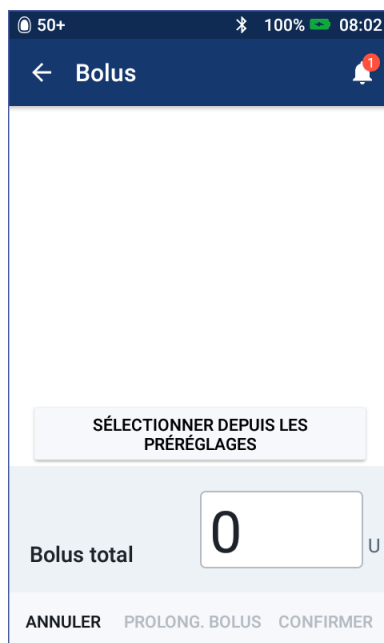 50+ 100% 08:02
Bolus 1
SÉLECTIONNER DEPUIS LES
PRÉRÉGLAGES
Bolus total 0 U
ANNULER PROLONG. BOLUS CONFIRMER